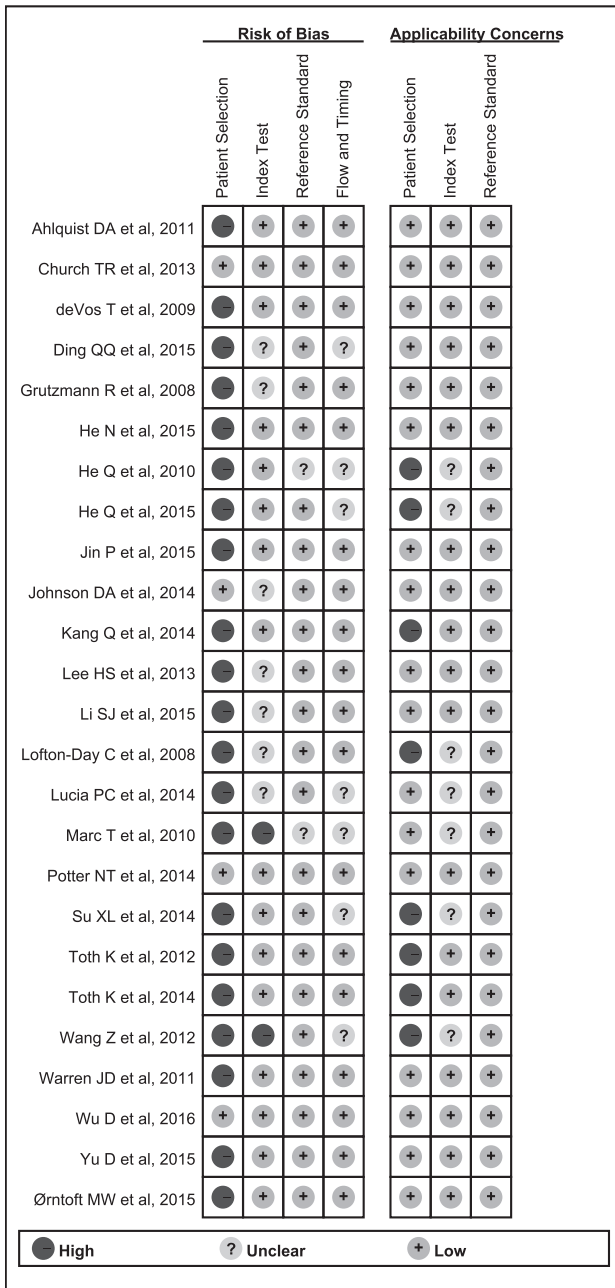 Risk of Bias Applicability Concerns
Patient Selection Index Test Reference Standard Flow and Timing Patient Selection Index Test Reference Standard
Ahlquist DA et al, 2011 - + + + + + +
Church TR et al, 2013 + + + + + + +
deVos T et al, 2009 - + + + + + +
Ding QQ et al, 2015 - ? + ? + + +
Grutzmann R et al, 2008 - ? + + + + +
He N et al, 2015 - + + + + + +
He Q et al, 2010 - + ? ? - ? +
He Q et al, 2015 - + + ? - ? +
Jin P et al, 2015 - + + + + + +
Johnson DA et al, 2014 + ? + + + + +
Kang Q et al, 2014 - + + + - + +
Lee HS et al, 2013 - ? + + + + +
Li SJ et al, 2015 - ? + + + + +
Lofton-Day C et al, 2008 - ? + + - ? +
Lucia PC et al, 2014 - ? + ? + ? +
Marc T et al, 2010 - - ? ? + ? +
Potter NT et al, 2014 + + + + + + +
Su XL et al, 2014 - + + ? - ? +
Toth K et al, 2012 - + + + - + +
Toth K et al, 2014 - + + + - + +
Wang Z et al, 2012 - - + ? - ? +
Warren JD et al, 2011 - + + + + + +
Wu D et al, 2016 + + + + + + +
Yu D et al, 2015 - + + + + + +
Ørntoft MW et al, 2015 - + + + + + +
- High ? Unclear + Low